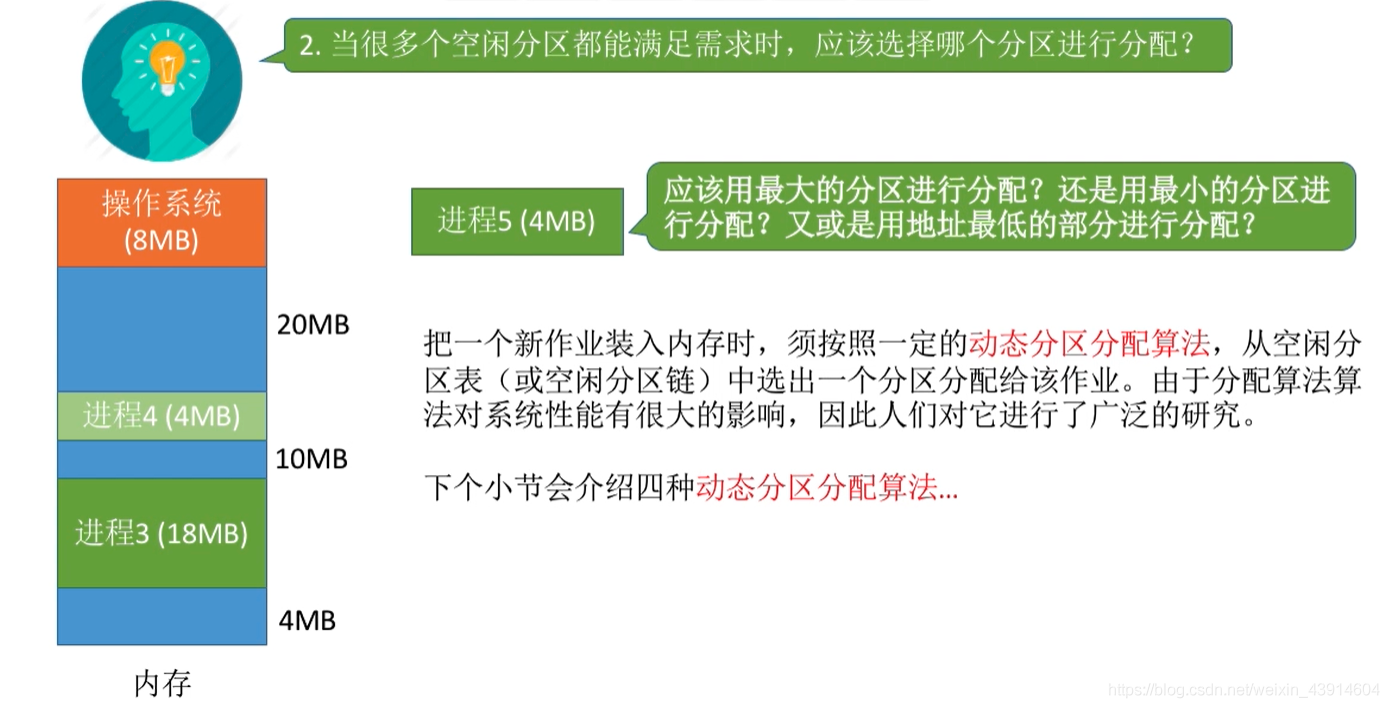 2. 当很多个空闲分区都能满足需求时，应该选择哪个分区进行分配？
操作系统
(8MB)
20MB
进程4 (4MB)
10MB
进程3 (18MB)
4MB
内存
进程5 (4MB)
应该用最大的分区进行分配？还是用最小的分区进
行分配？又或是用地址最低的部分进行分配？
把一个新作业装入内存时，须按照一定的动态分区分配算法，从空闲分
区表（或空闲分区链）中选出一个分区分配给该作业。由于分配算法算
法对系统性能有很大的影响，因此人们对它进行了广泛的研究。
下个小节会介绍四种动态分区分配算法...
https://blog.csdn.net/weixin_43914604